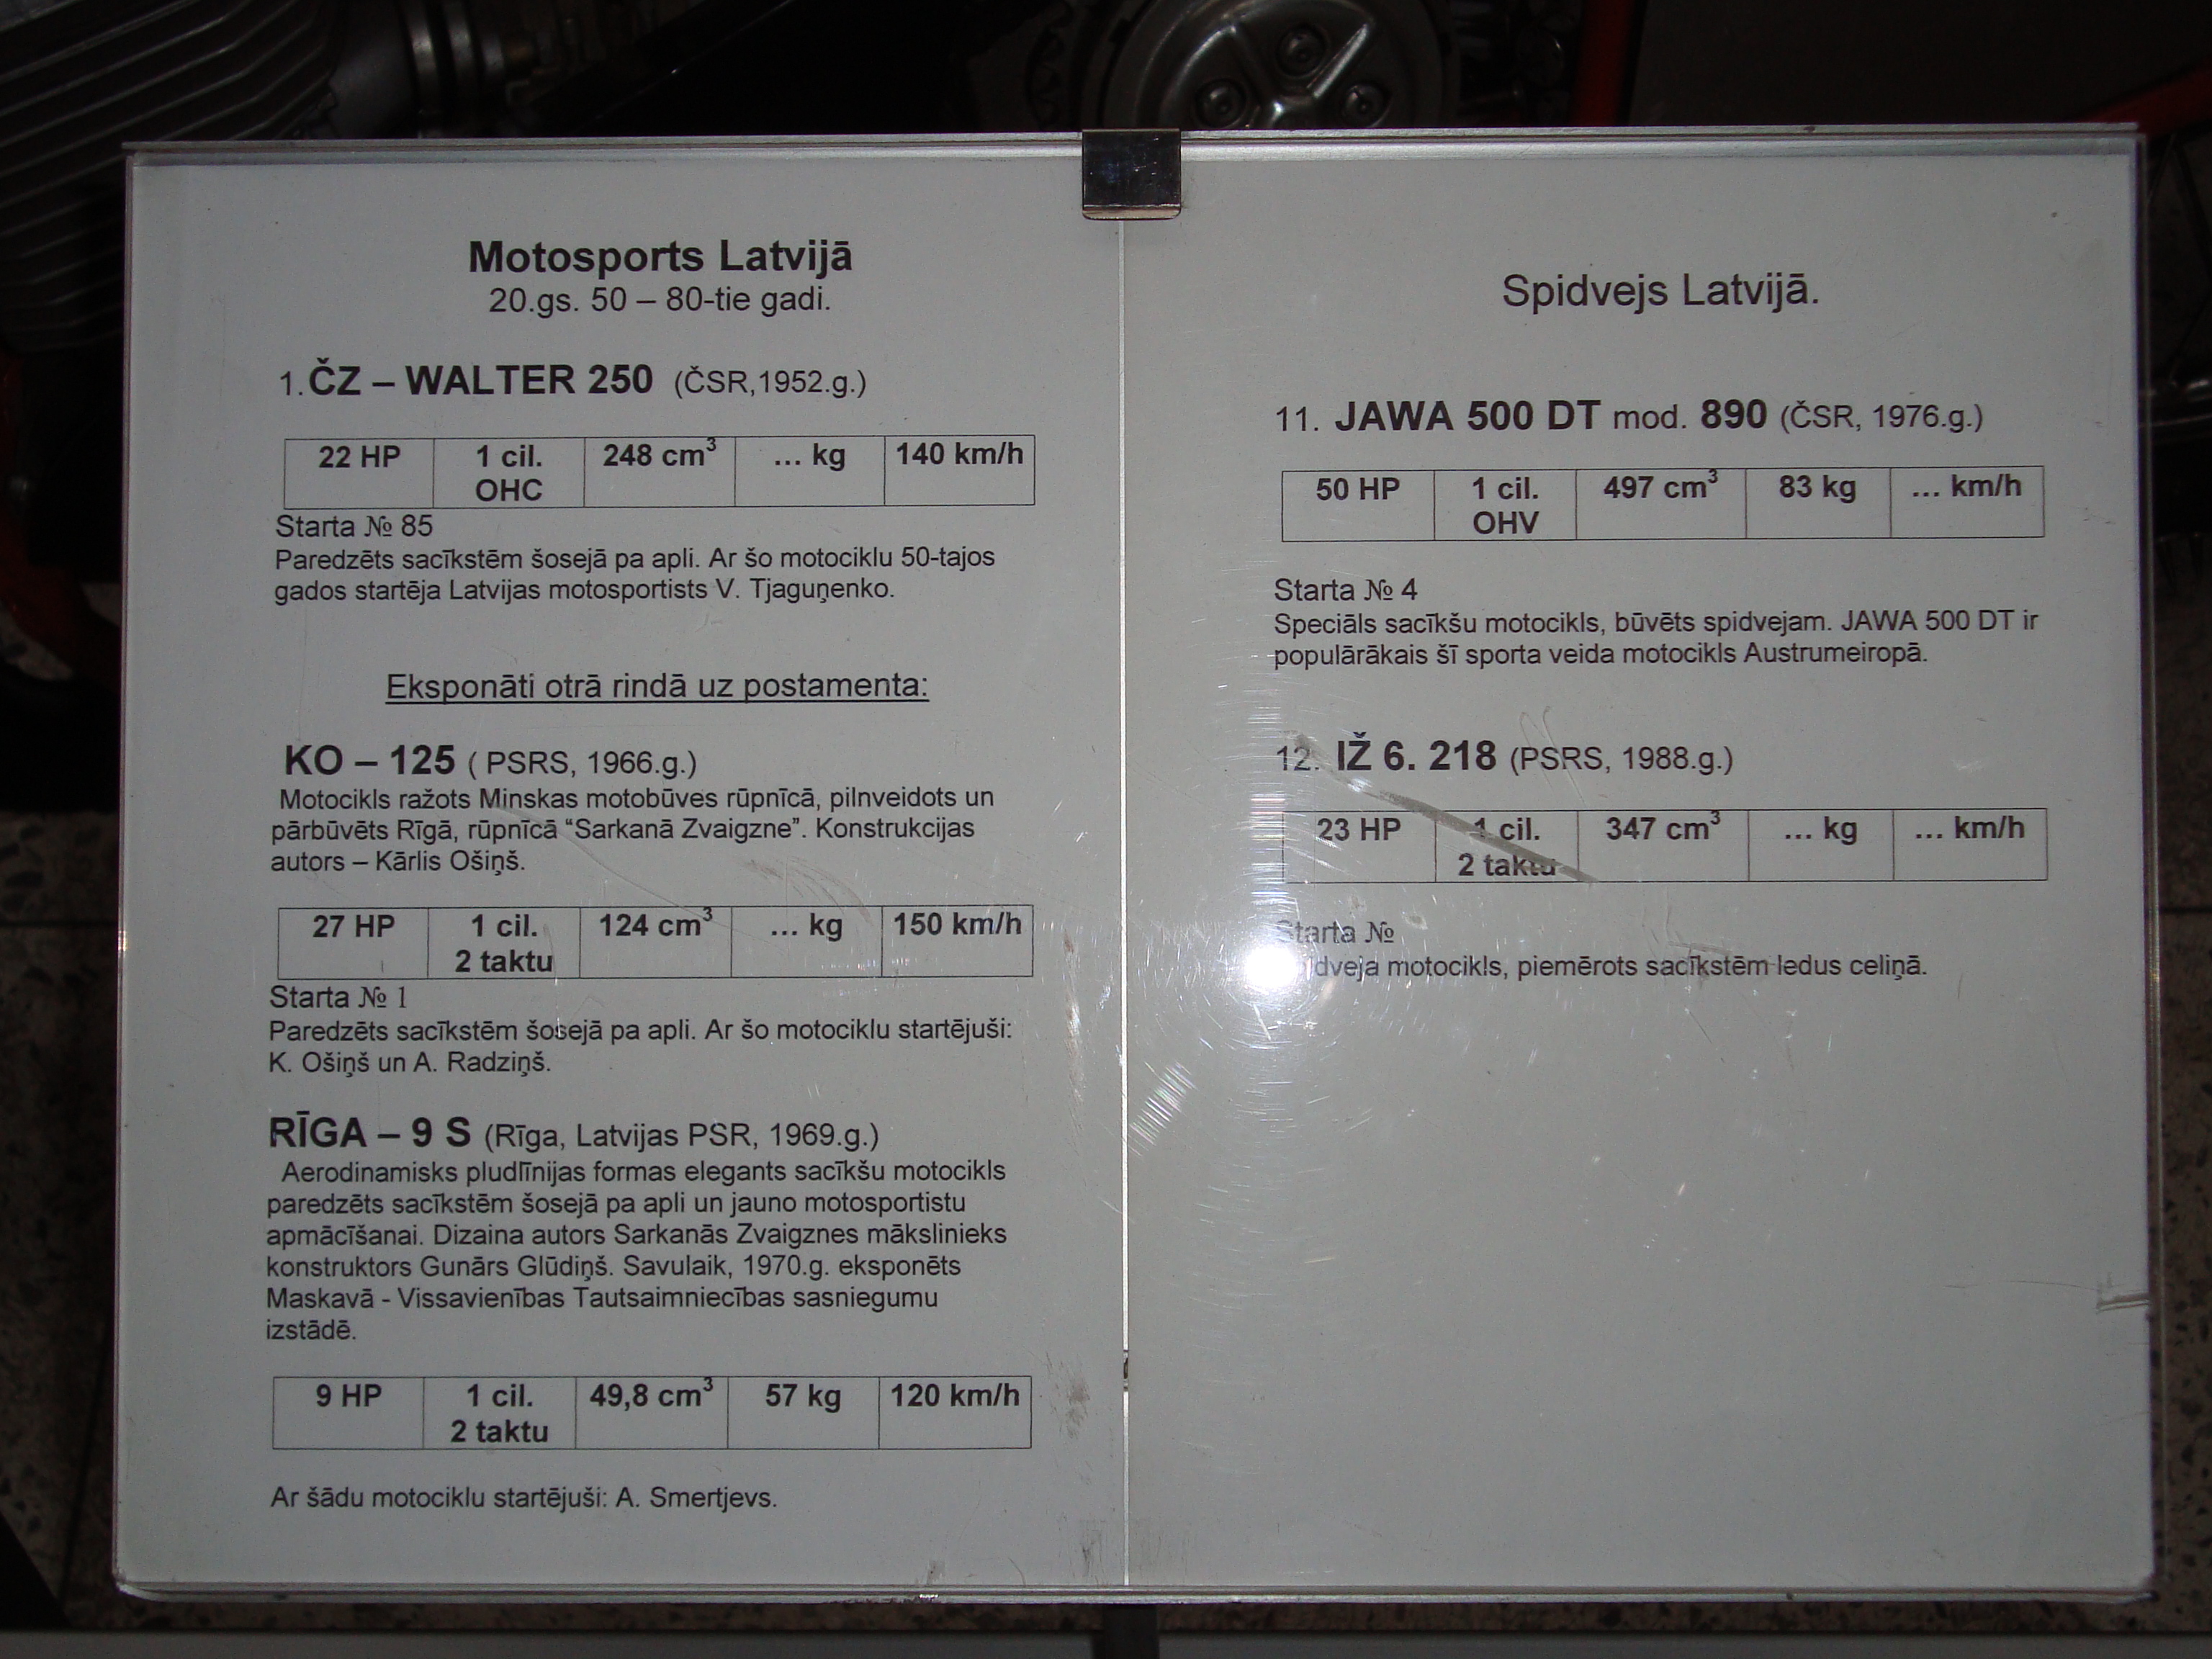 Motosports Latvijā
20.gs. 50 – 80-tie gadi.
1. ČZ – WALTER 250 (ČSR,1952.g.)
22 HP 1 cil. 248 cm³ ... kg 140 km/h
OHC
Starta № 85
Paredzēts sacīkstēm šosejā pa apli. Ar šo motociklu 50-tajos
gados startēja Latvijas motosportists V. Tjaguņenko.
Eksponāti otrā rindā uz postamenta:
KO – 125 ( PSRS, 1966.g.)
Motocikls ražots Minskas motobūves rūpnīcā, pilnveidots un
pārbūvēts Rīgā, rūpnīcā “Sarkanā Zvaigzne”. Konstrukcijas
autors – Kārlis Ošiņš.
27 HP 1 cil. 124 cm³ ... kg 150 km/h
2 taktu
Starta № 1
Paredzēts sacīkstēm šosejā pa apli. Ar šo motociklu startējuši:
K. Ošiņš un A. Radziņš.
RĪGA – 9 S (Rīga, Latvijas PSR, 1969.g.)
Aerodinamisks pludlīnijas formas elegants sacīkšu motocikls
paredzēts sacīkstēm šosejā pa apli un jauno motosportistu
apmācīšanai. Dizaina autors Sarkanās Zvaigznes mākslinieks
konstruktors Gunārs Glūdiņš. Savulaik, 1970.g. eksponēts
Maskavā - Vissavienības Tautsaimniecības sasniegumu
izstādē.
9 HP 1 cil. 49,8 cm³ 57 kg 120 km/h
2 taktu
Ar šādu motociklu startējuši: A. Smertjevs.
Spidvejs Latvijā.
11. JAWA 500 DT mod. 890 (ČSR, 1976.g.)
50 HP 1 cil. 497 cm³ 83 kg ... km/h
OHV
Starta № 4
Speciāls sacīkšu motocikls, būvēts spidvejam. JAWA 500 DT ir
populārākais šī sporta veida motocikls Austrumeiropā.
12. IŽ 6. 218 (PSRS, 1988.g.)
23 HP 1 cil. 347 cm³ ... kg ... km/h
2 taktu
Starta №
motocikls, piemērots sacīkstēm ledus celiņā.